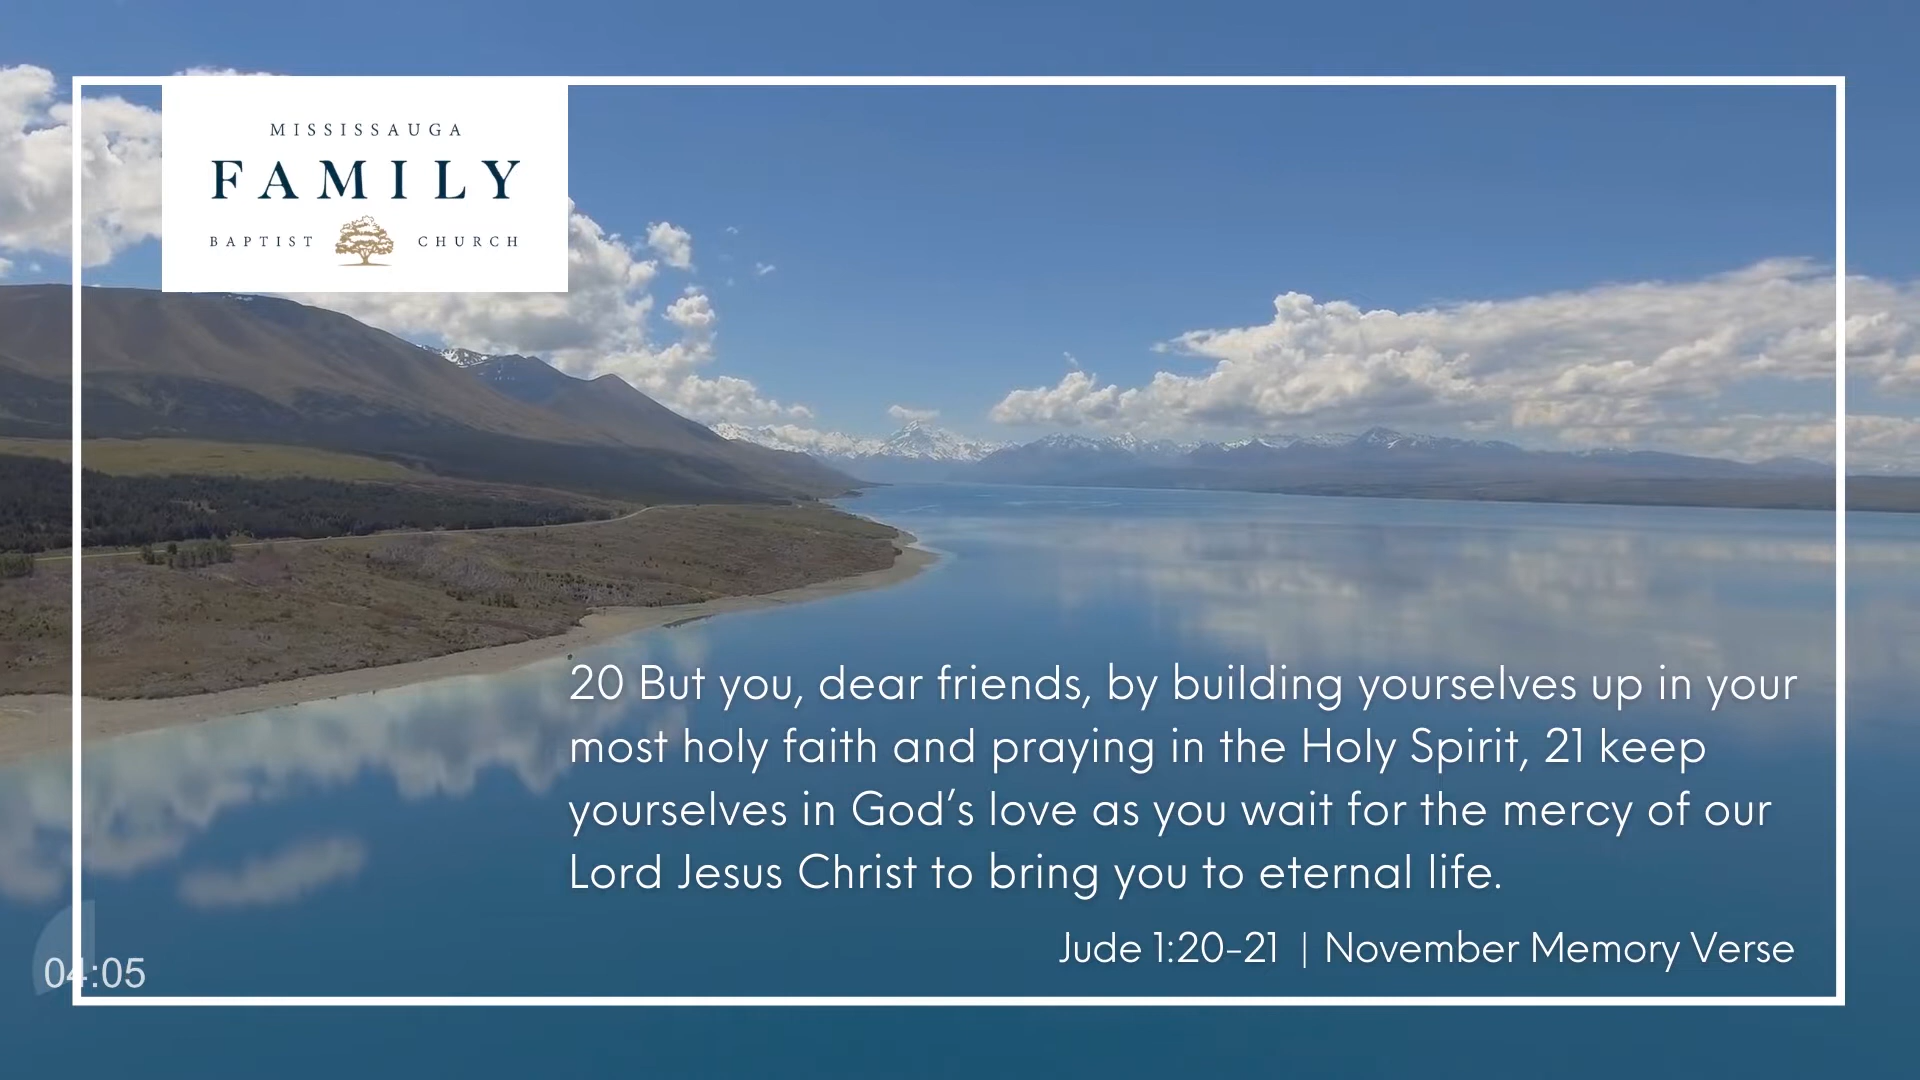 MISSISSAUGA
FAMILY
BAPTIST CHURCH
20 But you, dear friends, by building yourselves up in your
most holy faith and praying in the Holy Spirit, 21 keep
yourselves in God’s love as you wait for the mercy of our
Lord Jesus Christ to bring you to eternal life.
Jude 1:20-21 | November Memory Verse
04:05